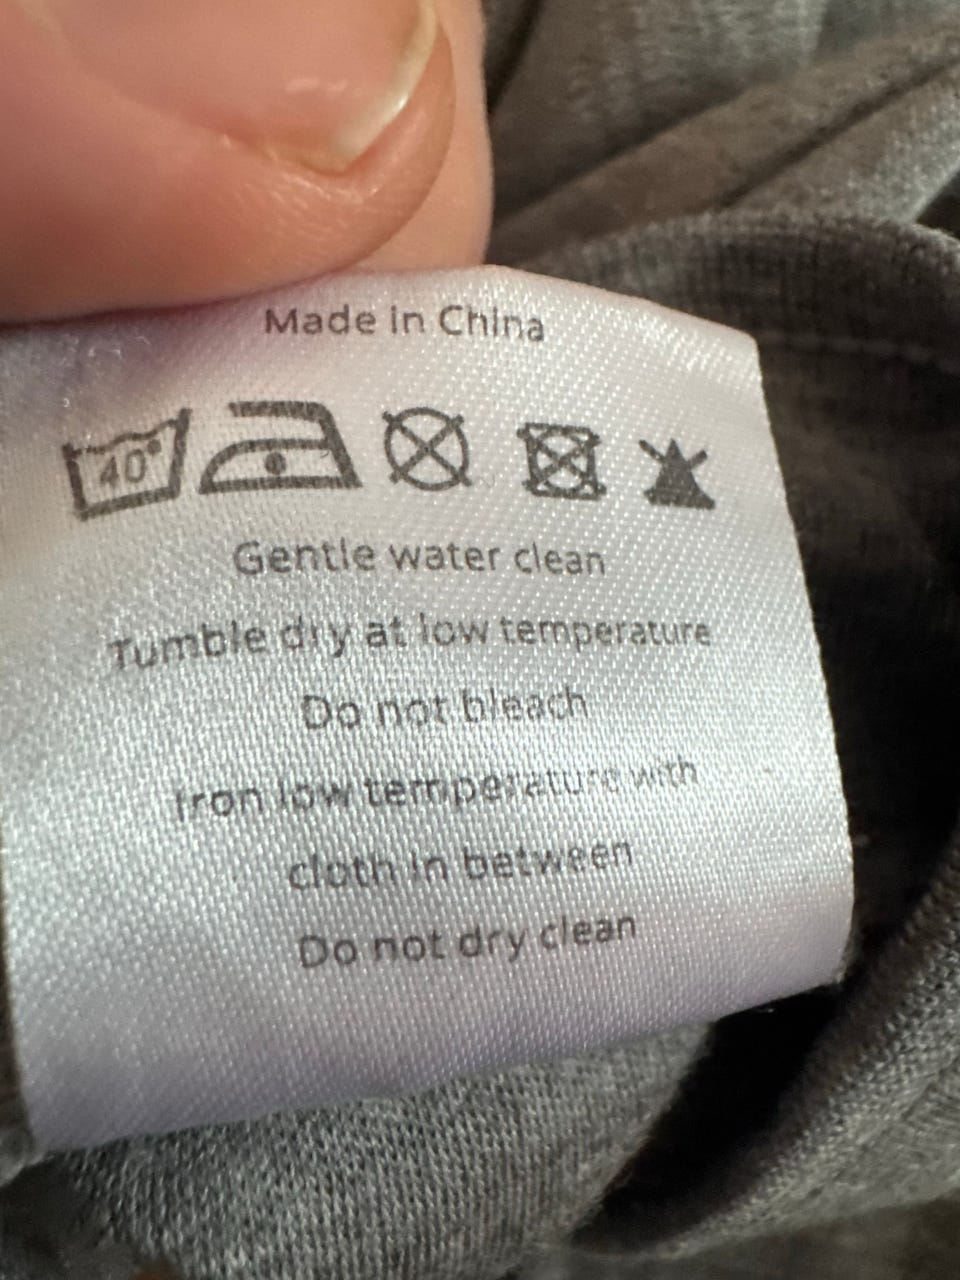 Made in China
40°
Gentle water clean
Tumble dry at low temperature
Do not bleach
Iron low temperature with
cloth in between
Do not dry clean